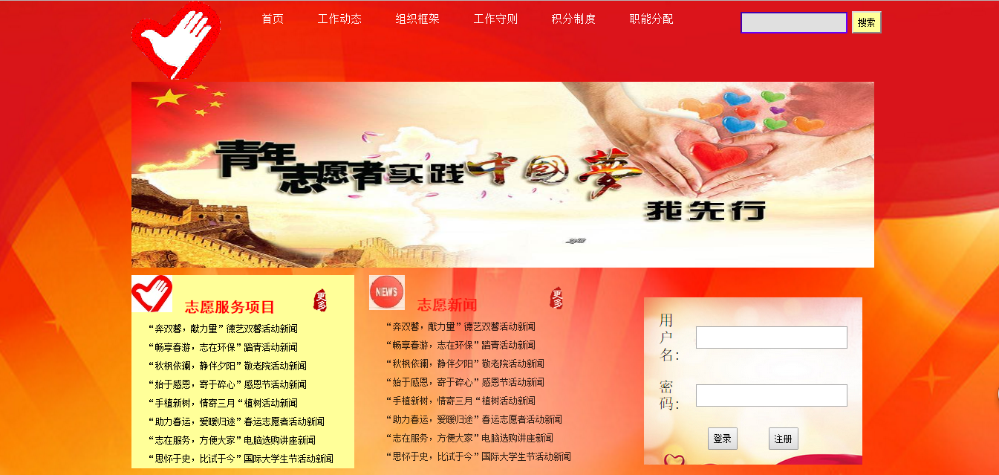 首页 工作动态 组织框架 工作守则 积分制度 职能分配 搜索
青年志愿者实践中國夢
我先行
志愿服务项目 更多
“奔双馨，献力量”德艺双馨活动新闻
“畅享春游，志在环保”踏青活动新闻
“秋枫依澜，静伴夕阳”敬老院活动新闻
“始于感恩，寄于碎心”感恩节活动新闻
“手植新树，情寄三月“植树活动新闻
“助力春运，爱暖归途”春运志愿者活动新闻
“志在服务，方便大家”电脑选购讲座新闻
“思怀于史，比试于今”国际大学生节活动新闻
NEWS 志愿新闻 更多
“奔双馨，献力量”德艺双馨活动新闻
“畅享春游，志在环保”踏青活动新闻
“秋枫依澜，静伴夕阳”敬老院活动新闻
“始于感恩，寄于碎心”感恩节活动新闻
“手植新树，情寄三月“植树活动新闻
“助力春运，爱暖归途”春运志愿者活动新闻
“志在服务，方便大家”电脑选购讲座新闻
“思怀于史，比试于今”国际大学生节活动新闻
用
户
名：
密
码：
登录 注册